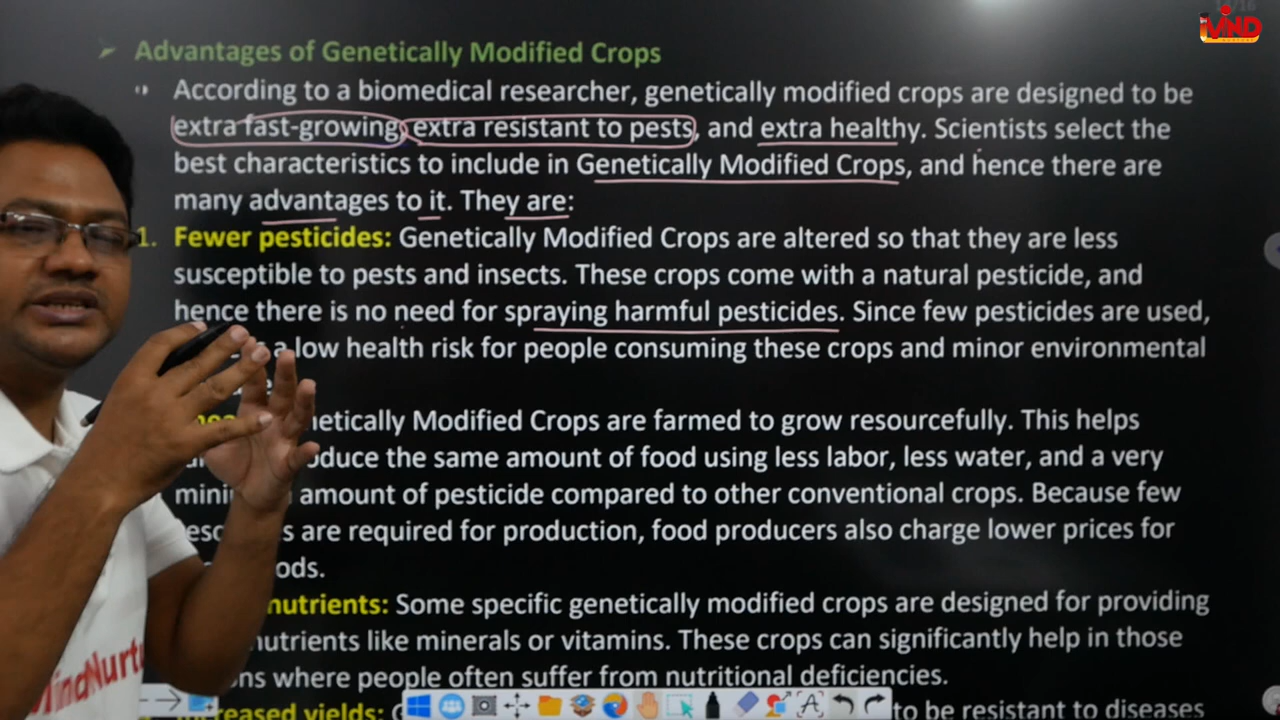 /16
iMND
Advantages of Genetically Modified Crops
According to a biomedical researcher, genetically modified crops are designed to be
extra fast-growing, extra resistant to pests, and extra healthy. Scientists select the
best characteristics to include in Genetically Modified Crops, and hence there are
many advantages to it. They are:
1. Fewer pesticides: Genetically Modified Crops are altered so that they are less
susceptible to pests and insects. These crops come with a natural pesticide, and
hence there is no need for spraying harmful pesticides. Since few pesticides are used,
a low health risk for people consuming these crops and minor environmental
Modified Crops are farmed to grow resourcefully. This helps
the same amount of food using less labor, less water, and a very
amount of pesticide compared to other conventional crops. Because few
are required for production, food producers also charge lower prices for
nutrients: Some specific genetically modified crops are designed for providing
nutrients like minerals or vitamins. These crops can significantly help in those
where people often suffer from nutritional deficiencies.
yields: to be resistant to diseases
MindNurtu